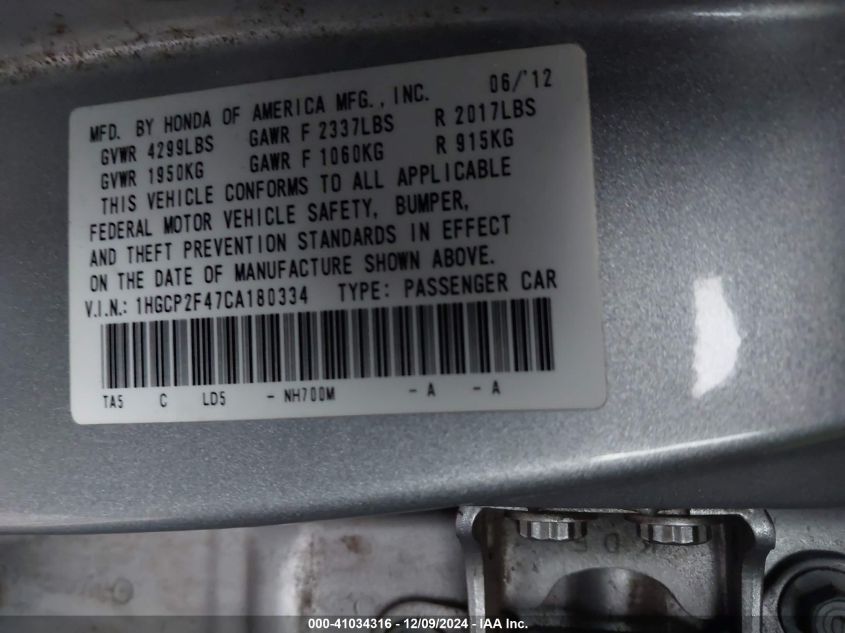 MFD. BY HONDA OF AMERICA MFG., INC. 06/'12
GVWR 4299LBS GAWR F 2337LBS R 2017LBS
GVWR 1950KG GAWR F 1060KG R 915KG
THIS VEHICLE CONFORMS TO ALL APPLICABLE
FEDERAL MOTOR VEHICLE SAFETY, BUMPER,
AND THEFT PREVENTION STANDARDS IN EFFECT
ON THE DATE OF MANUFACTURE SHOWN ABOVE.
V.I.N.: 1HGCP2F47CA180334 TYPE: PASSENGER CAR
TA5 C LD5 - NH700M - A - A
000-41034316 - 12/09/2024 - IAA Inc.